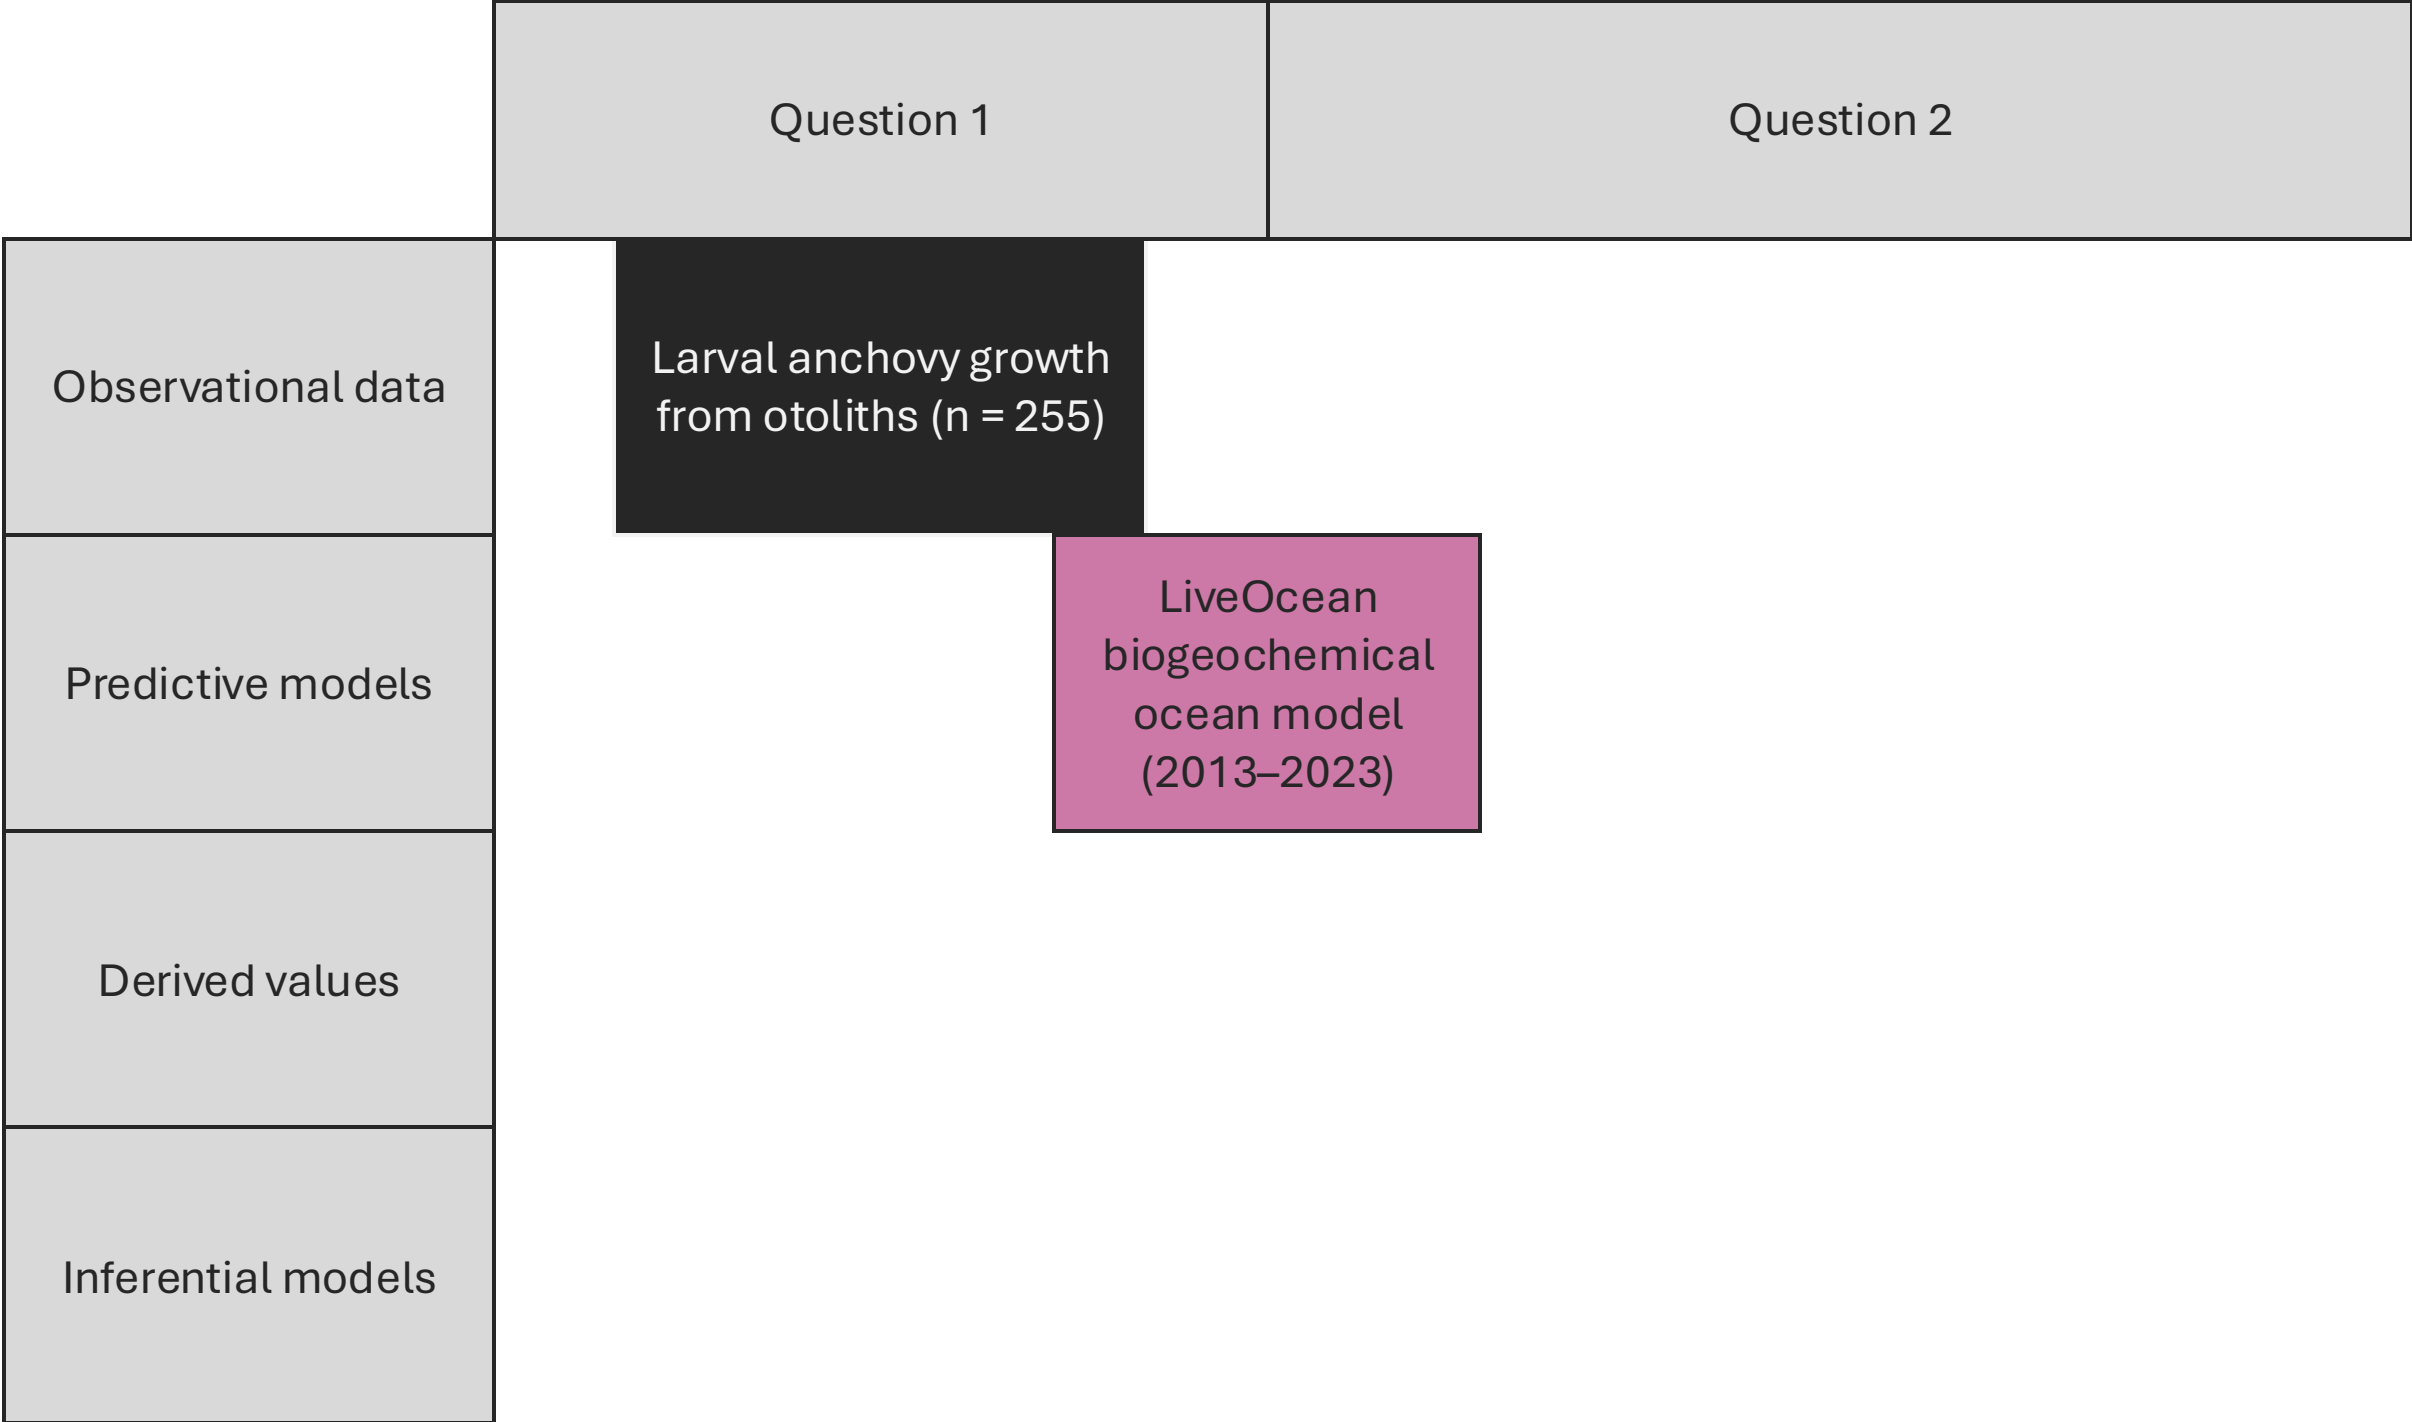 Question 1
Question 2
Observational data
Larval anchovy growth
from otoliths (n = 255)
Predictive models
LiveOcean
biogeochemical
ocean model
(2013–2023)
Derived values
Inferential models